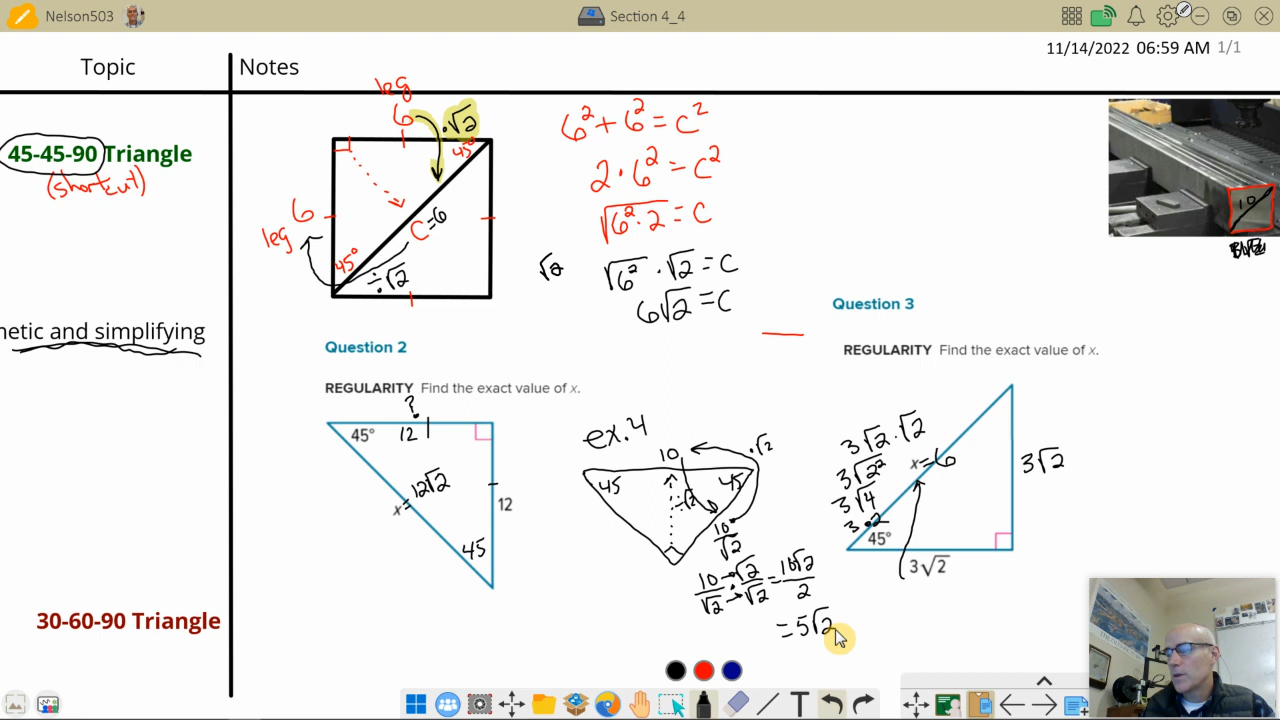 Nelson503
Section 4_4
11/14/2022 06:59 AM 1/1
Topic
Notes
45-45-90 Triangle
(shortcut)
netic and simplifying
30-60-90 Triangle
leg
6
·√2
45°
6
leg
C=6
45°
÷√2
6²+6²=C²
2·6²=C²
√6²·2=C
√2
√6²·√2=C
6√2=C
10
Question 2
REGULARITY Find the exact value of x.
?
45°
12
12√2
x=
12
45
ex.4
10
·√2
45
45
÷√2
10/√2
10/√2·√2/√2=10√2/2
=5√2
Question 3
REGULARITY Find the exact value of x.
3√2·√2
3√2²
3√4
3·2
x=6
3√2
45°
3√2